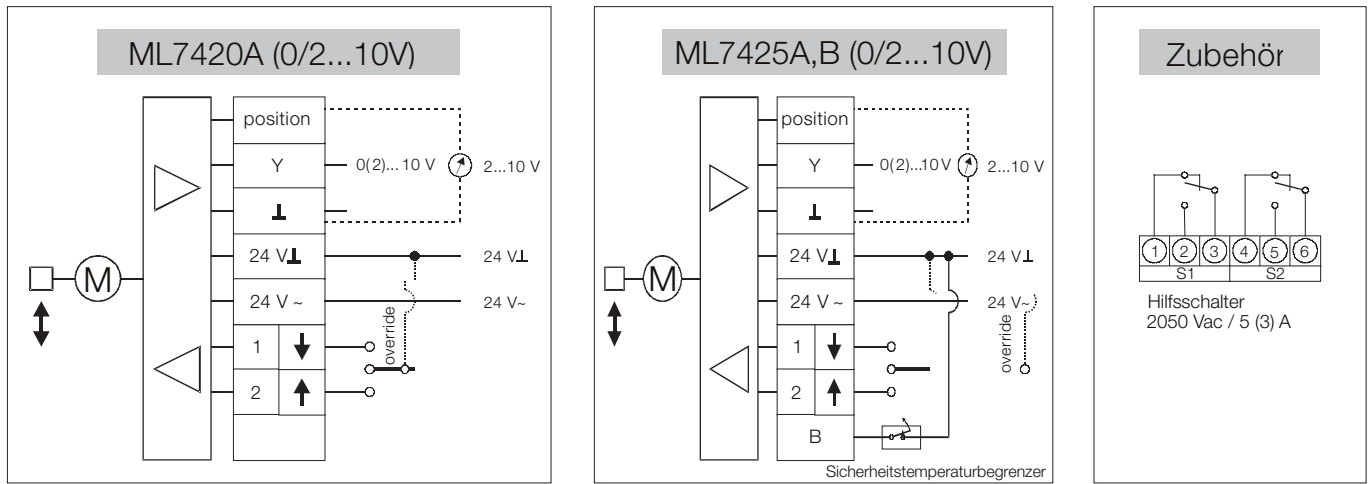 ML7420A (0/2...10V)
position
Y
0(2)... 10 V
2...10 V
⊥
24 V⊥
24 V⊥
24 V ~
24 V~
override
1
2
M
ML7425A,B (0/2...10V)
position
Y
0(2)...10V
2...10 V
⊥
24 V⊥
24 V⊥
24 V ~
24 V~
override
1
2
B
M
Sicherheitstemperaturbegrenzer
Zubehör
1 2 3 4 5 6
S1 S2
Hilfsschalter
2050 Vac / 5 (3) A